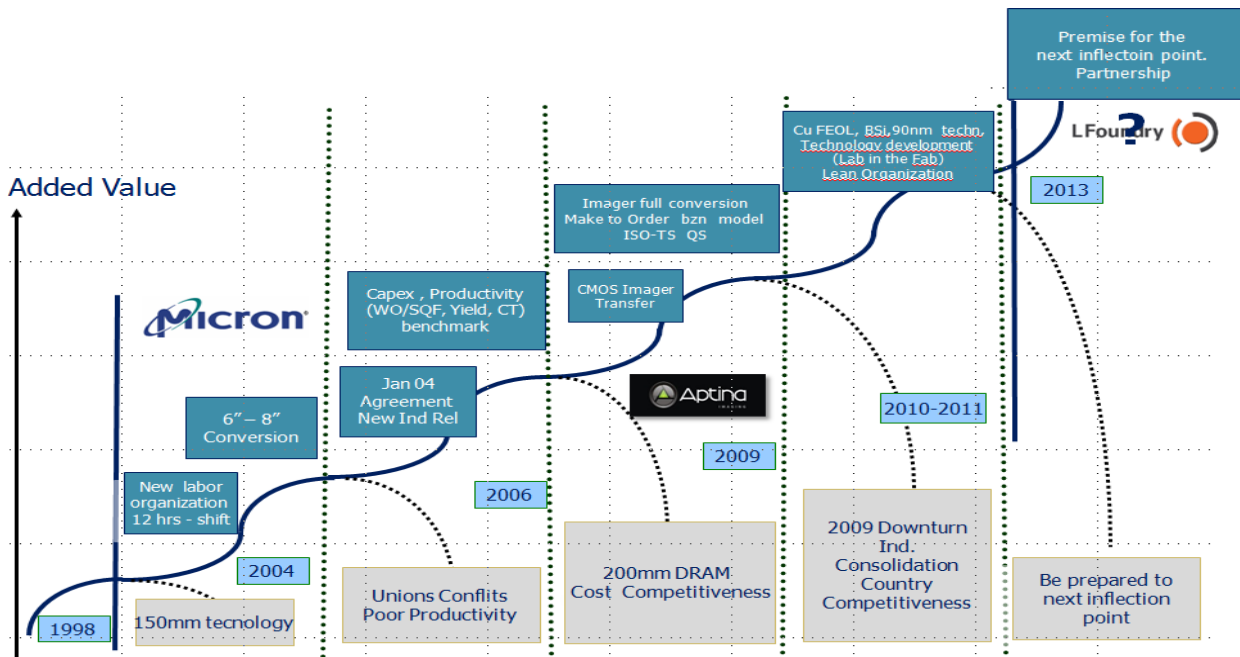 Premise for the
next inflectoin point.
Partnership
LFoundry
?
2013
Cu FEOL, BSi,90nm techn,
Technology development
(Lab in the Fab)
Lean Organization
Added Value
Imager full conversion
Make to Order bzn model
ISO-TS QS
CMOS Imager
Transfer
Capex , Productivity
(WO/SQF, Yield, CT)
benchmark
Micron®
Jan 04
Agreement
New Ind Rel
Aptina
IMAGING
6” – 8”
Conversion
2010-2011
2009
2006
New labor
organization
12 hrs - shift
2004
1998
150mm tecnology
Unions Conflits
Poor Productivity
200mm DRAM
Cost Competitiveness
2009 Downturn
Ind.
Consolidation
Country
Competitiveness
Be prepared to
next inflection
point